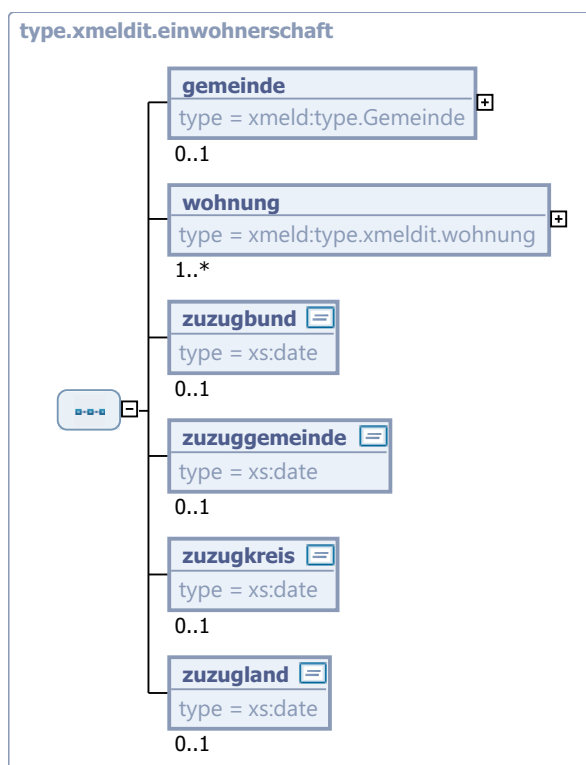 type.xmeldit.einwohnerschaft
gemeinde
type = xmeld:type.Gemeinde
0..1
wohnung
type = xmeld:type.xmeldit.wohnung
1..*
zuzugbund
type = xs:date
0..1
zuzuggemeinde
type = xs:date
0..1
zuzugkreis
type = xs:date
0..1
zuzugland
type = xs:date
0..1